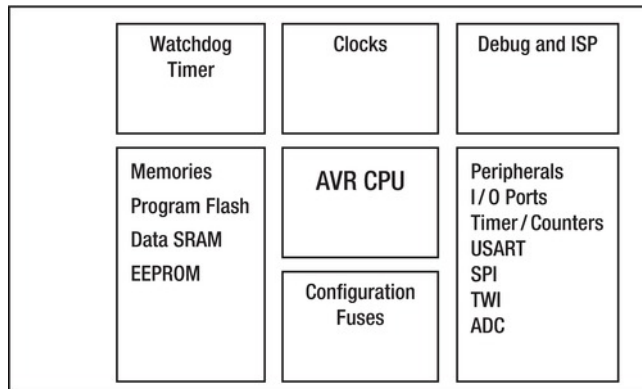 Watchdog
Timer
Clocks
Debug and ISP
Memories
Program Flash
Data SRAM
EEPROM
AVR CPU
Configuration
Fuses
Peripherals
I/O Ports
Timer/Counters
USART
SPI
TWI
ADC